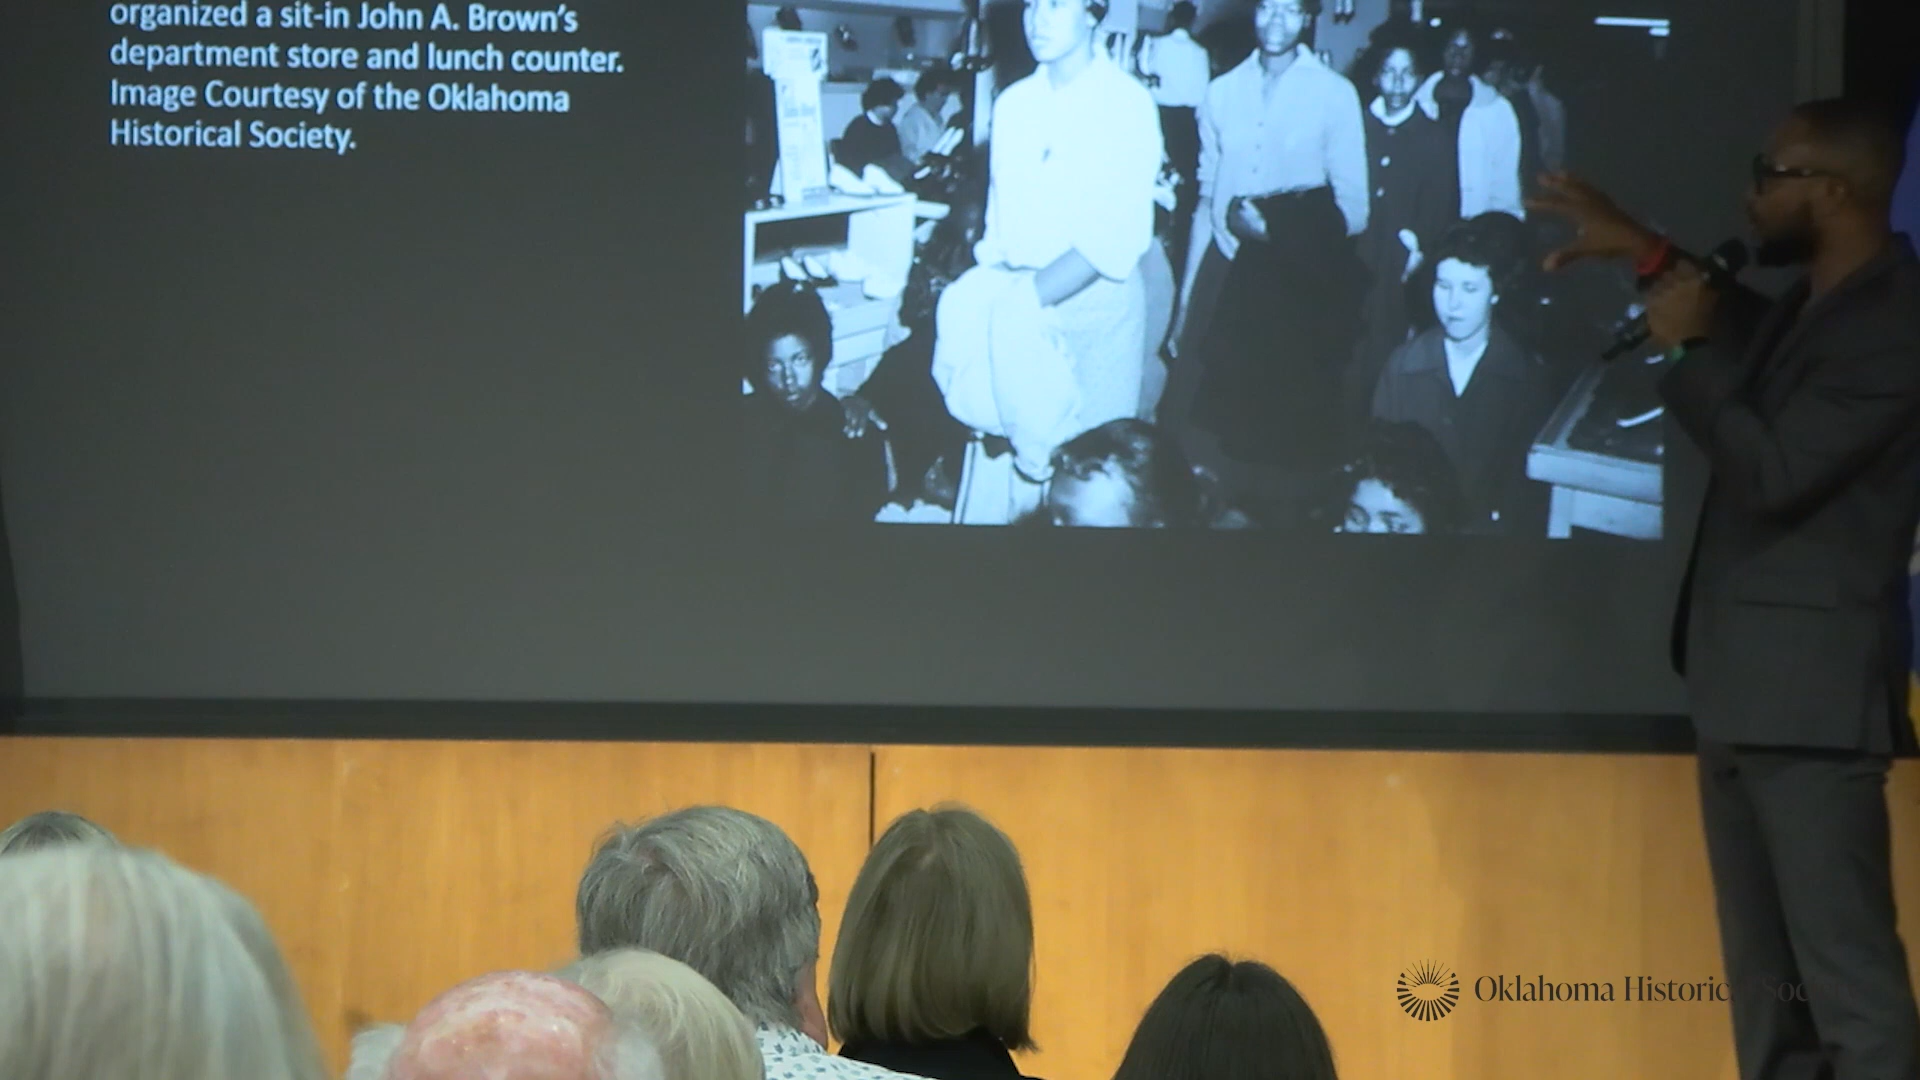 organized a sit-in John A. Brown's
department store and lunch counter.
Image Courtesy of the Oklahoma
Historical Society.
Oklahoma Historic